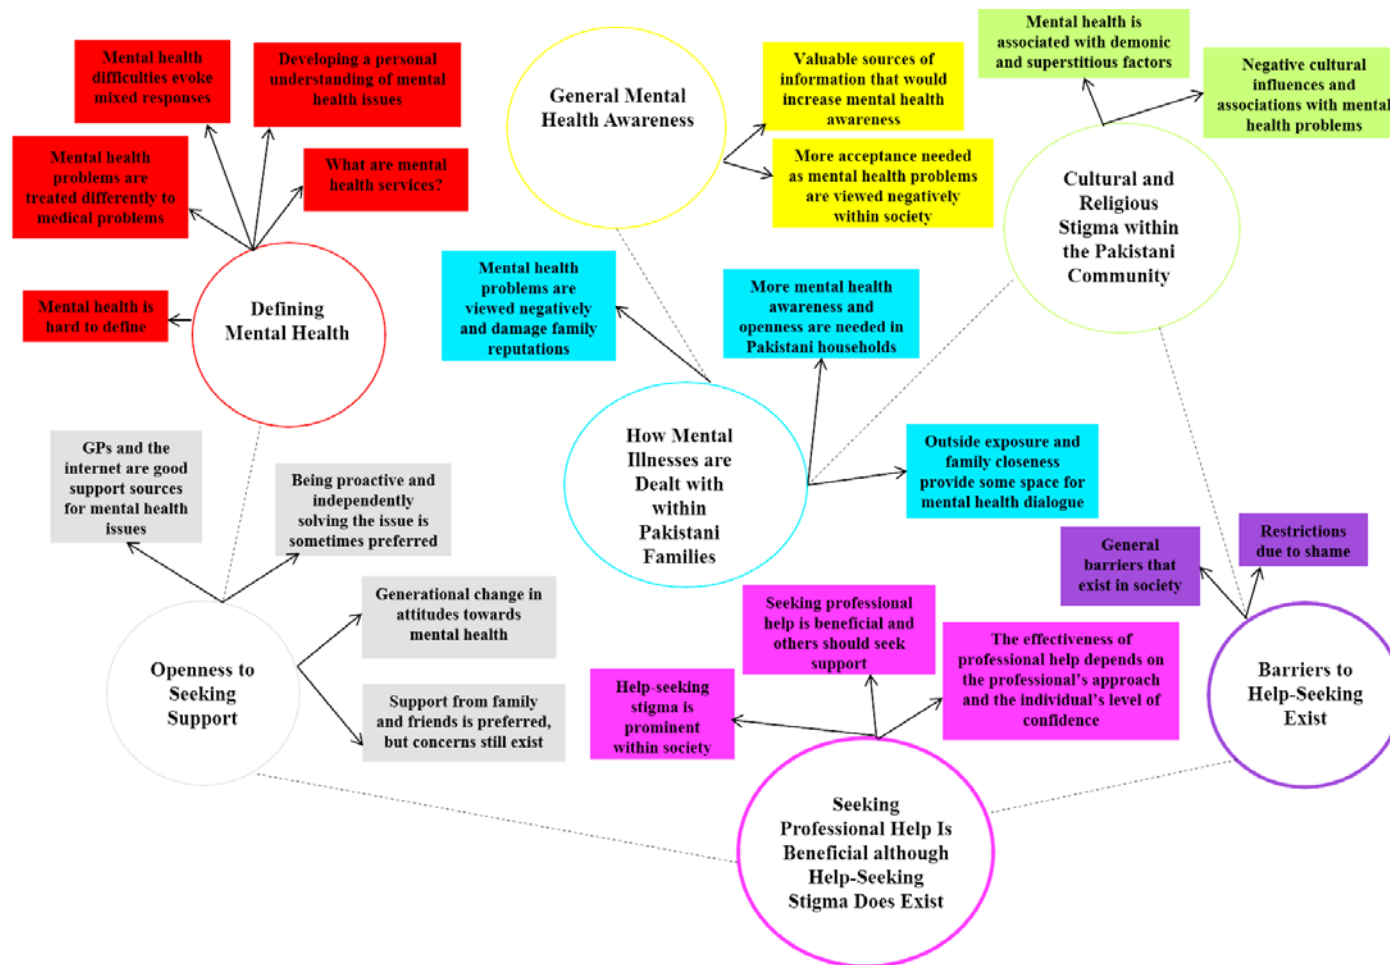 Mental health
difficulties evoke
mixed responses
Developing a personal
understanding of mental
health issues
Mental health
problems are
treated differently to
medical problems
What are mental
health services?
Mental health is
hard to define
Defining
Mental Health
General Mental
Health Awareness
Valuable sources of
information that would
increase mental health
awareness
More acceptance needed
as mental health problems
are viewed negatively
within society
Mental health is
associated with demonic
and superstitious factors
Negative cultural
influences and
associations with mental
health problems
Cultural and
Religious
Stigma within
the Pakistani
Community
Mental health
problems are
viewed negatively
and damage family
reputations
More mental health
awareness and
openness are needed in
Pakistani households
How Mental
Illnesses are
Dealt with
within
Pakistani
Families
Outside exposure and
family closeness
provide some space for
mental health dialogue
GPs and the
internet are good
support sources
for mental health
issues
Being proactive and
independently
solving the issue is
sometimes preferred
Generational change in
attitudes towards
mental health
Support from family
and friends is preferred,
but concerns still exist
Openness to
Seeking
Support
General
barriers that
exist in society
Restrictions
due to shame
Barriers to
Help-Seeking
Exist
Seeking professional
help is beneficial and
others should seek
support
Help-seeking
stigma is
prominent
within society
The effectiveness of
professional help depends on
the professional’s approach
and the individual’s level of
confidence
Seeking
Professional Help Is
Beneficial although
Help-Seeking
Stigma Does Exist